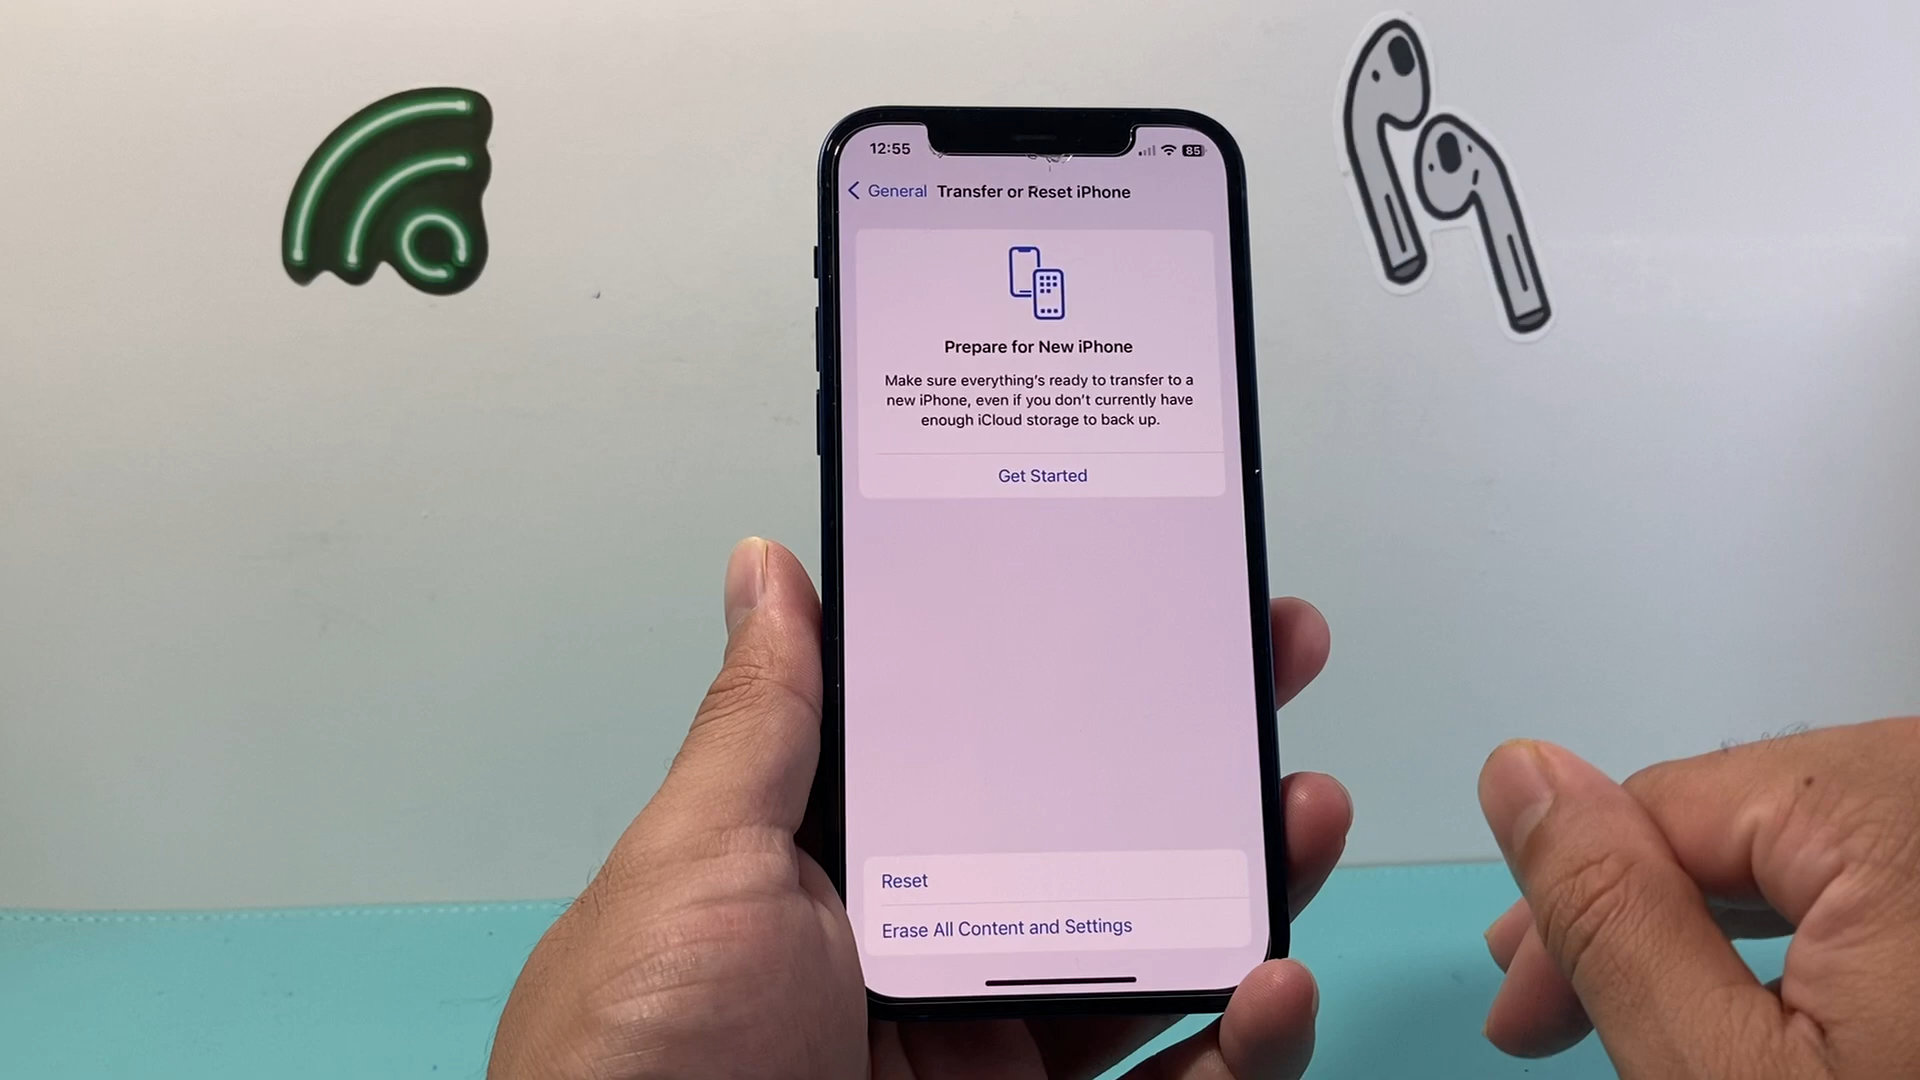 12:55
85
General Transfer or Reset iPhone
Prepare for New iPhone
Make sure everything's ready to transfer to a
new iPhone, even if you don't currently have
enough iCloud storage to back up.
Get Started
Reset
Erase All Content and Settings